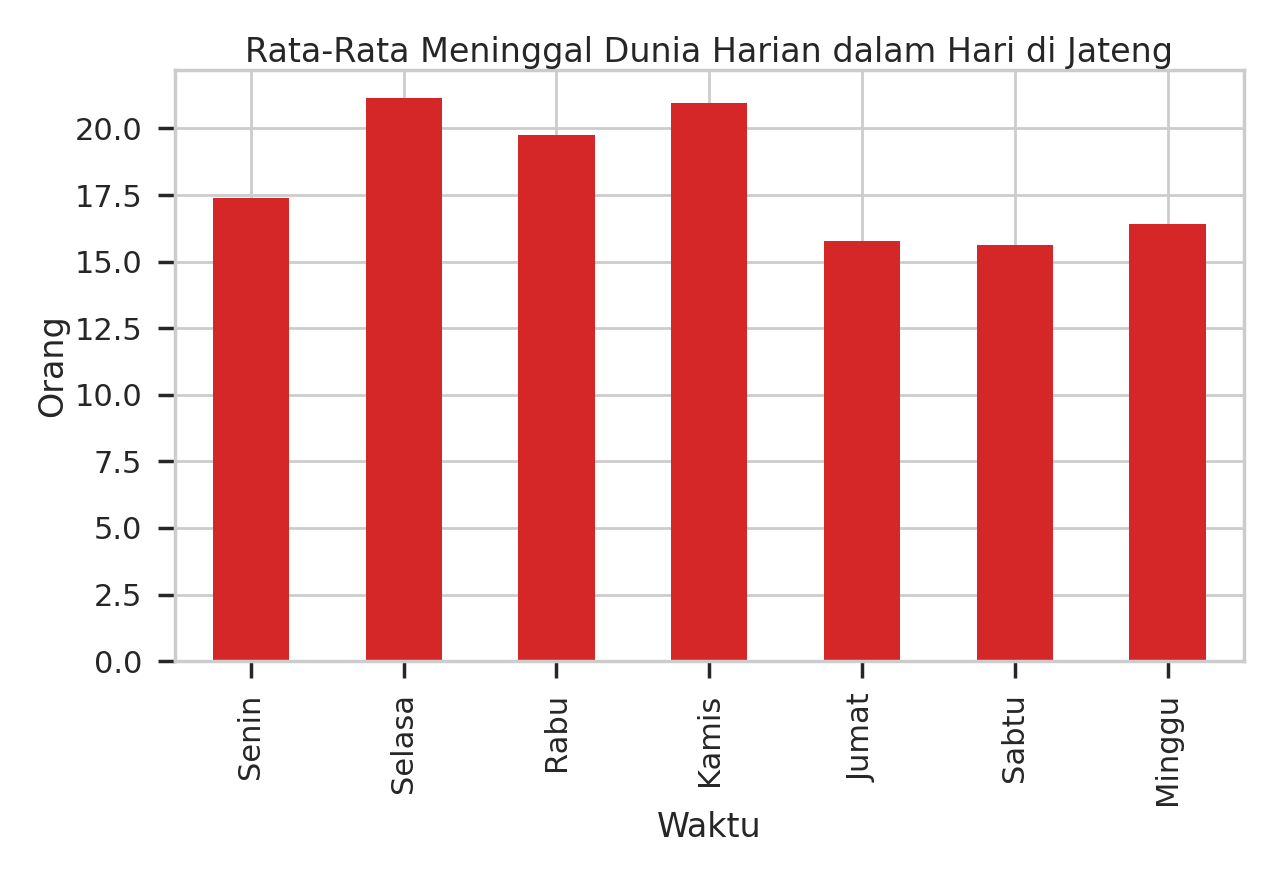 Rata-Rata Meninggal Dunia Harian dalam Hari di Jateng
Orang
20.0
17.5
15.0
12.5
10.0
7.5
5.0
2.5
0.0
Senin
Selasa
Rabu
Kamis
Jumat
Sabtu
Minggu
Waktu